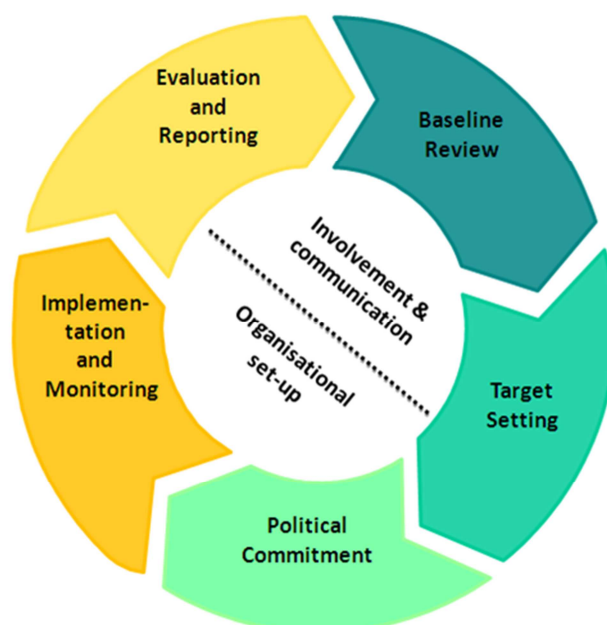 Evaluation
and
Reporting
Baseline
Review
Involvement &
communication
Organisational
set-up
Implemen-
tation and
Monitoring
Target
Setting
Political
Commitment